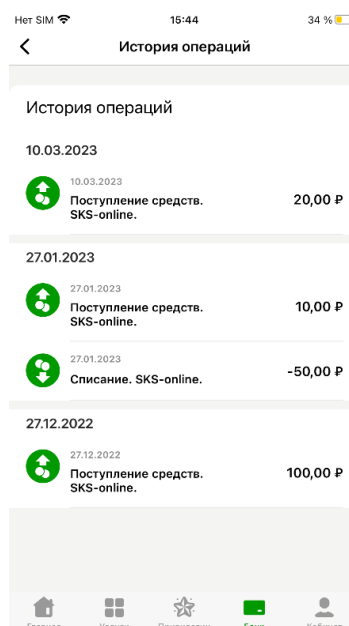 Нет SIM 15:44 34 %
История операций
История операций
10.03.2023
10.03.2023
Поступление средств.
SKS-online.
20,00 ₽
27.01.2023
27.01.2023
Поступление средств.
SKS-online.
10,00 ₽
27.01.2023
Списание. SKS-online.
-50,00 ₽
27.12.2022
27.12.2022
Поступление средств.
SKS-online.
100,00 ₽